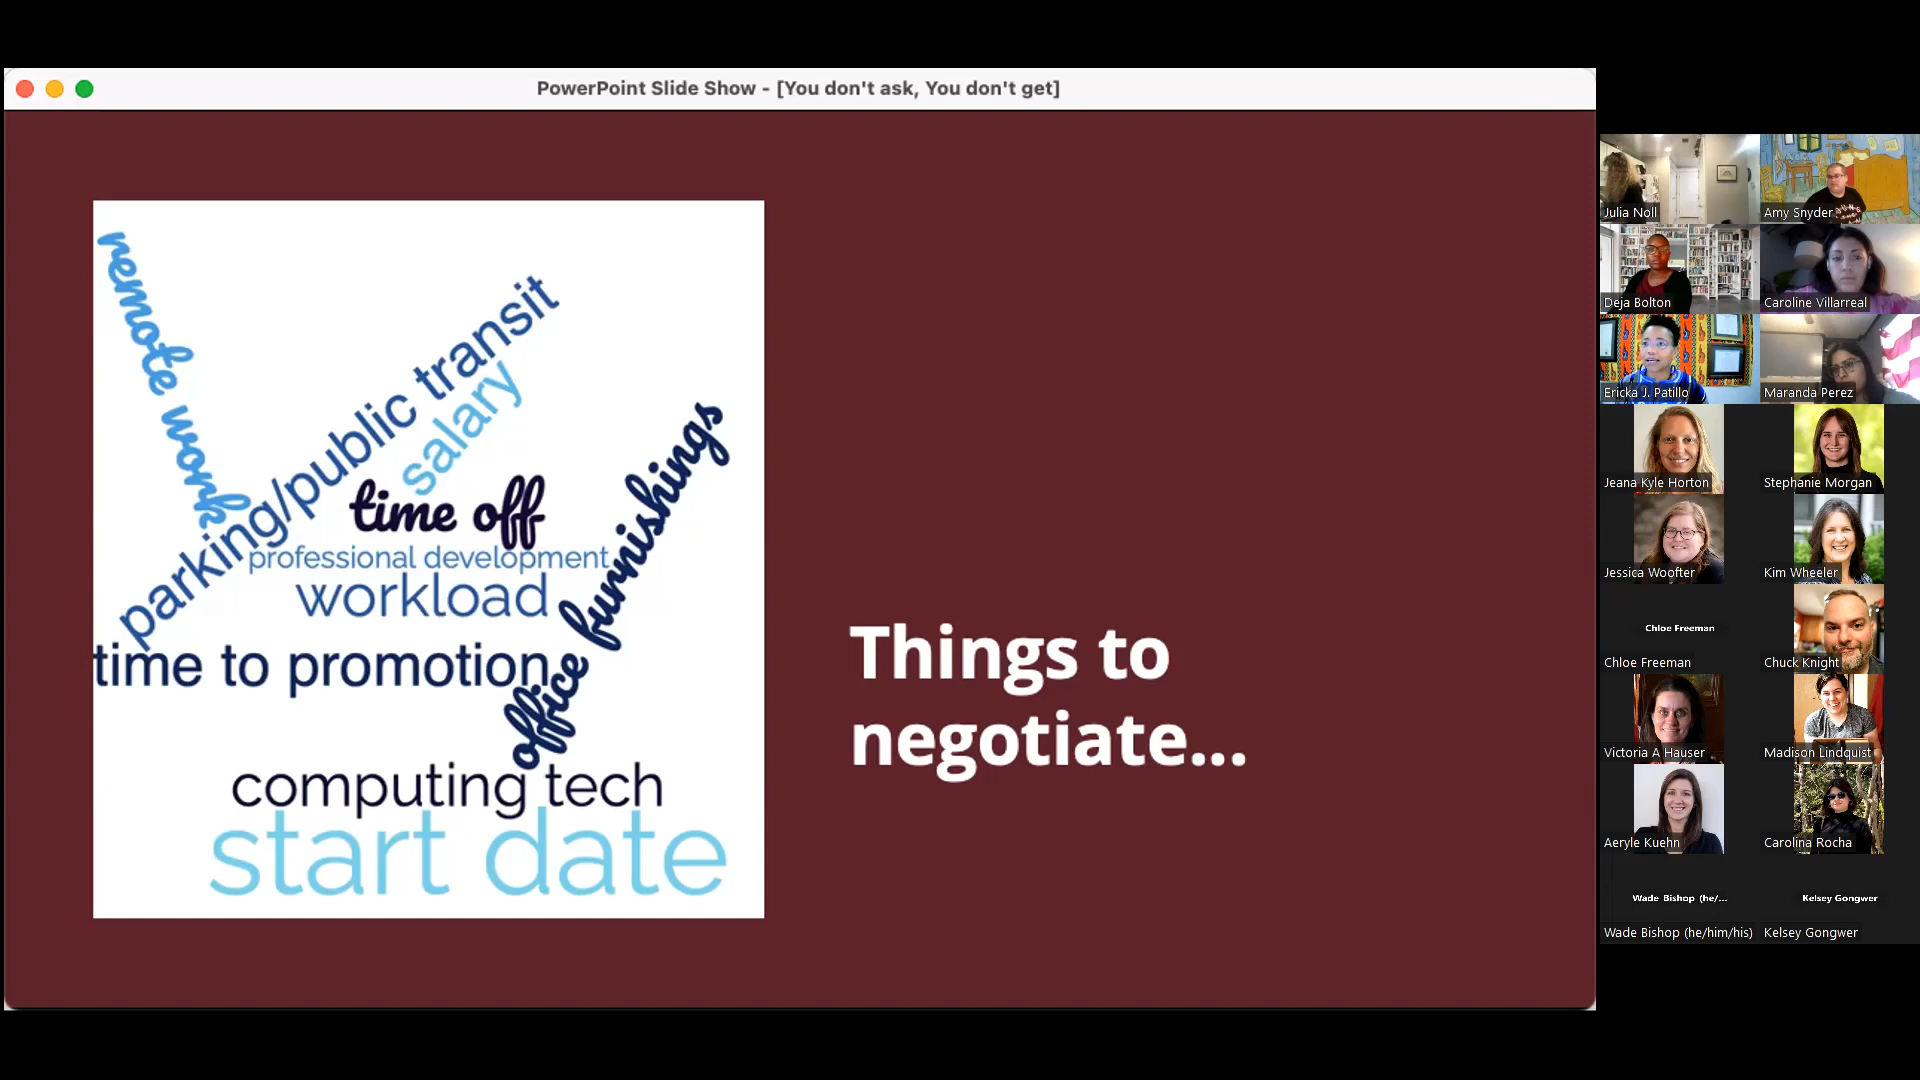 PowerPoint Slide Show - [You don't ask, You don't get]
remote work
parking/public transit
salary
time off
professional development
workload
office furnishings
time to promotion
computing tech
start date
Things to
negotiate...
Julia Noll
Amy Snyder
Deja Bolton
Caroline Villarreal
Ericka J. Patillo
Maranda Perez
Jeana Kyle Horton
Stephanie Morgan
Jessica Woofter
Kim Wheeler
Chloe Freeman
Chloe Freeman
Chuck Knight
Victoria A Hauser
Madison Lindquist
Aeryle Kuehn
Carolina Rocha
Wade Bishop (he/...
Kelsey Gongwer
Wade Bishop (he/him/his)
Kelsey Gongwer